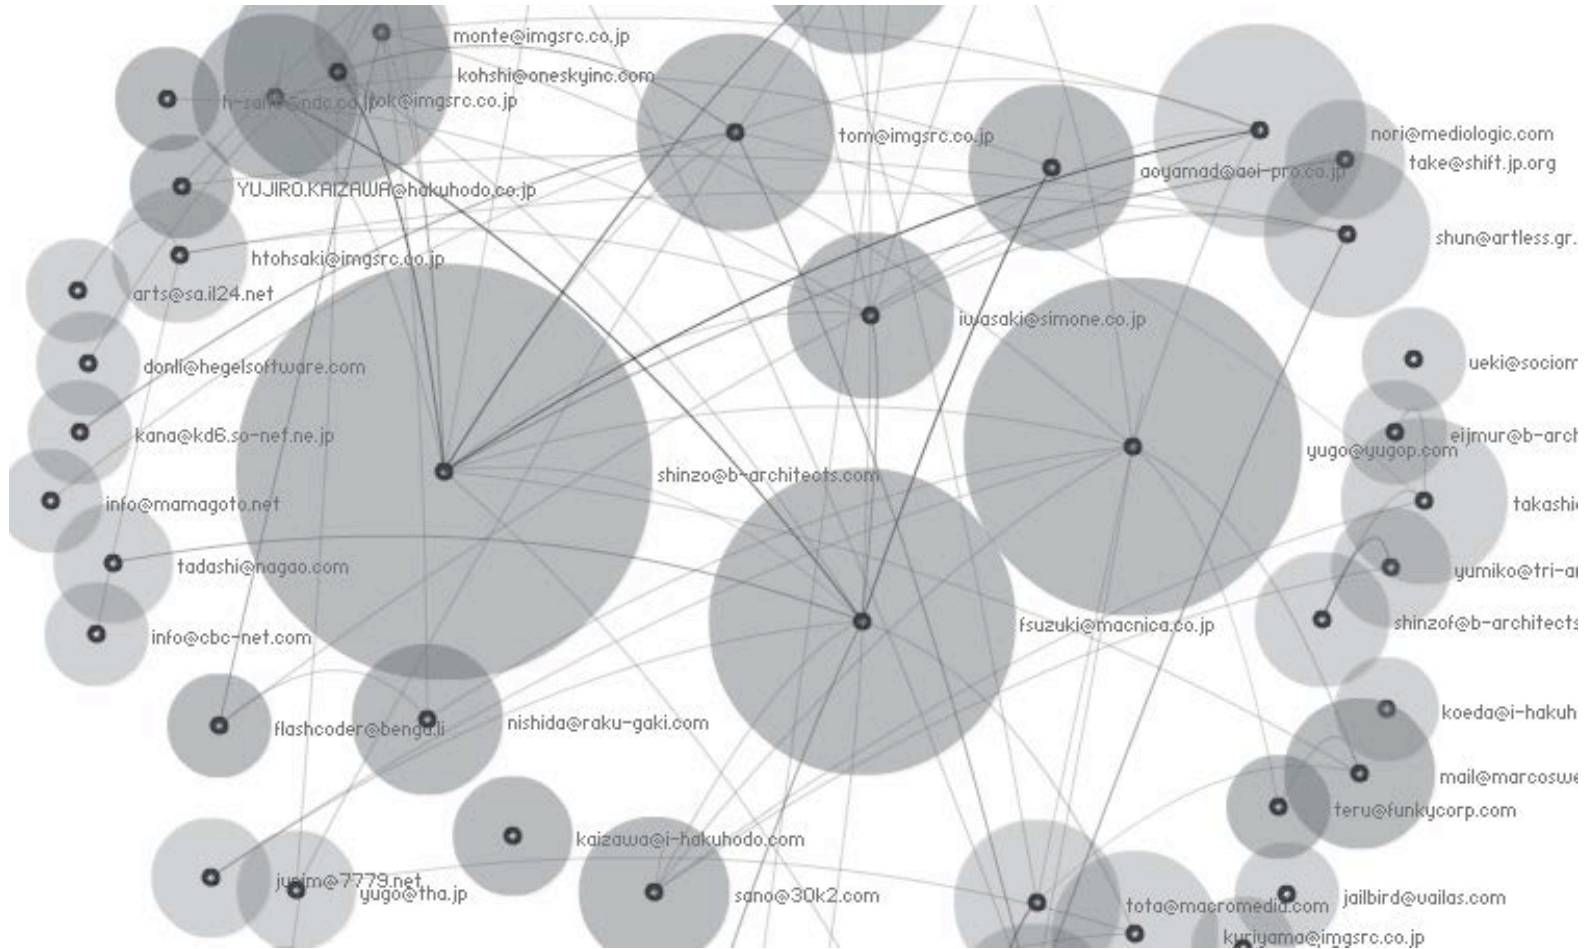 monte@imgsrc.co.jp
kohshi@oneskyinc.com
h-sano@ndc.co.jp
tok@imgsrc.co.jp
tom@imgsrc.co.jp
nori@mediologic.com
take@shift.jp.org
aoyamad@aoi-pro.co.jp
YUJIRO.KAIZAWA@hakuhodo.co.jp
shun@artless.gr.
htohsaki@imgsrc.co.jp
arts@sa.il24.net
iwasaki@simone.co.jp
donli@hegelsoftware.com
ueki@sociom
kana@kd6.so-net.ne.jp
eijmur@b-arch
yugo@yugop.com
shinzo@b-architects.com
info@mamagoto.net
takashi
tadashi@nagao.com
yumiko@tri-a
fsuzuki@macnica.co.jp
shinzof@b-architects
info@cbc-net.com
koeda@i-hakuh
nishida@raku-gaki.com
flashcoder@benga.li
mail@marcoswe
teru@funkycorp.com
kaizawa@i-hakuhodo.com
junim@7779.net
yugo@tha.jp
sano@30k2.com
jailbird@vailas.com
tota@macromedia.com
kuriyama@imgsrc.co.jp